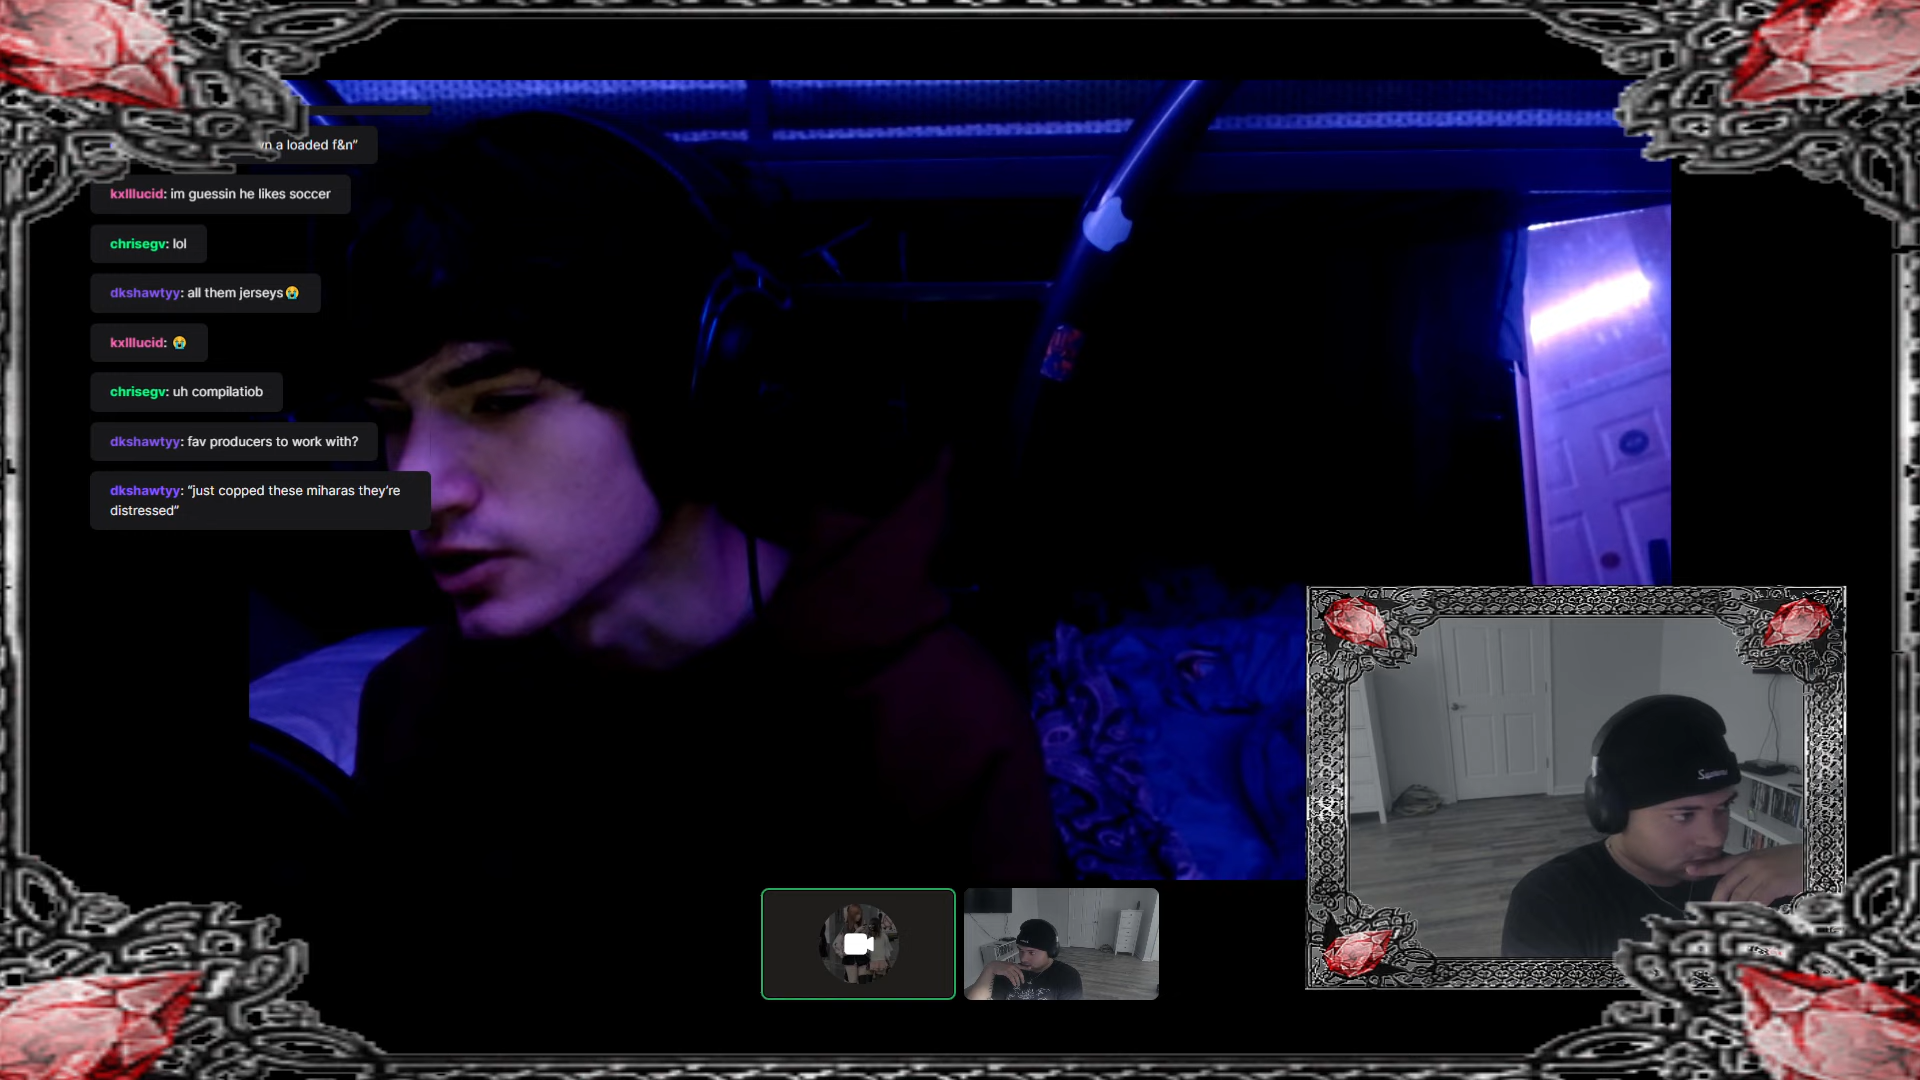 a loaded f&n”
kxlllucid: im guessin he likes soccer
chrisegv: lol
dkshawtyy: all them jerseys😭
kxlllucid: 😭
chrisegv: uh compilatiob
dkshawtyy: fav producers to work with?
dkshawtyy: “just copped these miharas they’re
distressed”
Supreme